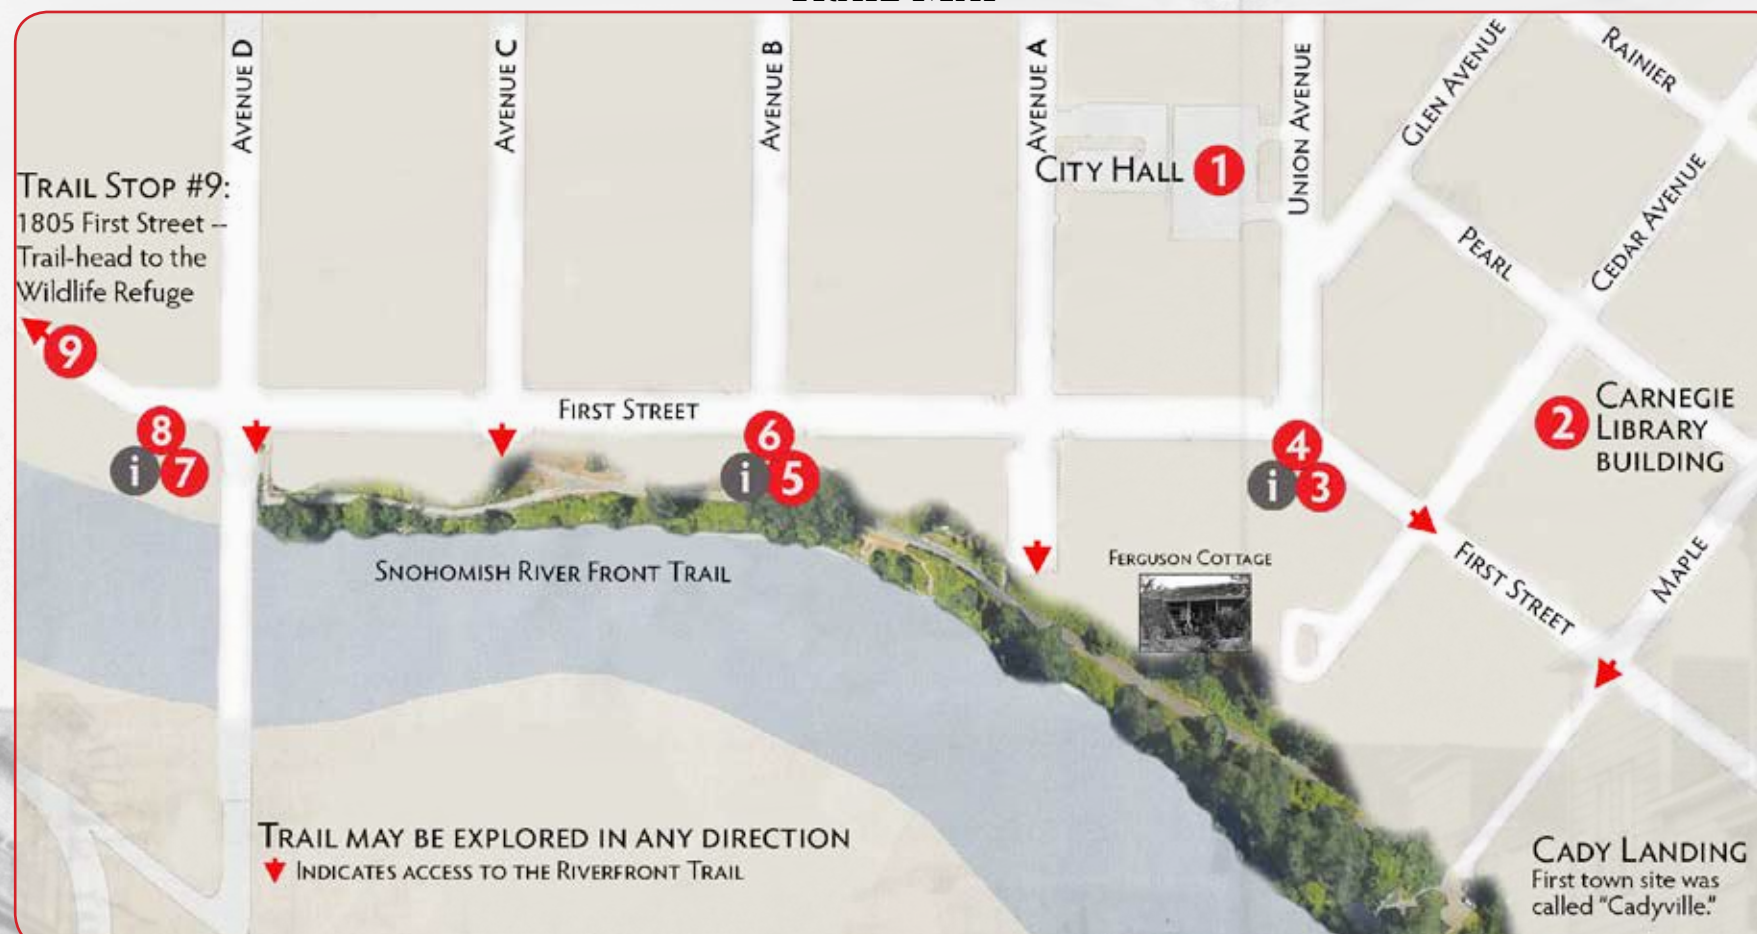 AVENUE D
AVENUE C
AVENUE B
AVENUE A
UNION AVENUE
GLEN AVENUE
RAINIER
CITY HALL 1
CEDAR AVENUE
PEARL
TRAIL STOP #9:
1805 First Street --
Trail-head to the
Wildlife Refuge
9
FIRST STREET
8
i 7
6
i 5
4
i 3
2
CARNEGIE
LIBRARY
BUILDING
FIRST STREET
MAPLE
FERGUSON COTTAGE
SNOHOMISH RIVER FRONT TRAIL
TRAIL MAY BE EXPLORED IN ANY DIRECTION
INDICATES ACCESS TO THE RIVERFRONT TRAIL
CADY LANDING
First town site was
called “Cadyville.”